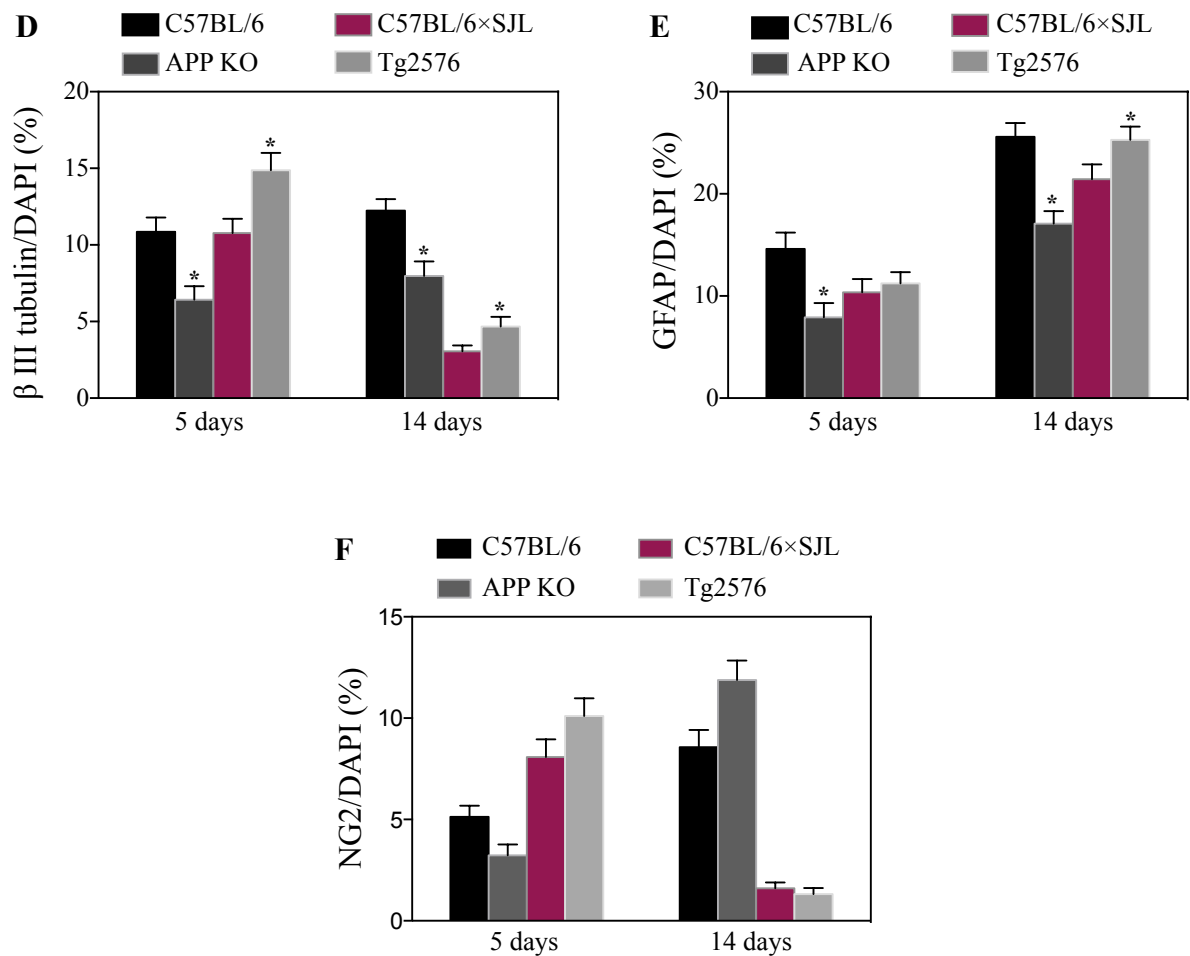 D
C57BL/6 C57BL/6×SJL
APP KO Tg2576
β III tubulin/DAPI (%)
20
15
10
5
0
* * * *
5 days 14 days
E
C57BL/6 C57BL/6×SJL
APP KO Tg2576
GFAP/DAPI (%)
30
20
10
0
* * *
5 days 14 days
F
C57BL/6 C57BL/6×SJL
APP KO Tg2576
NG2/DAPI (%)
15
10
5
0
5 days 14 days